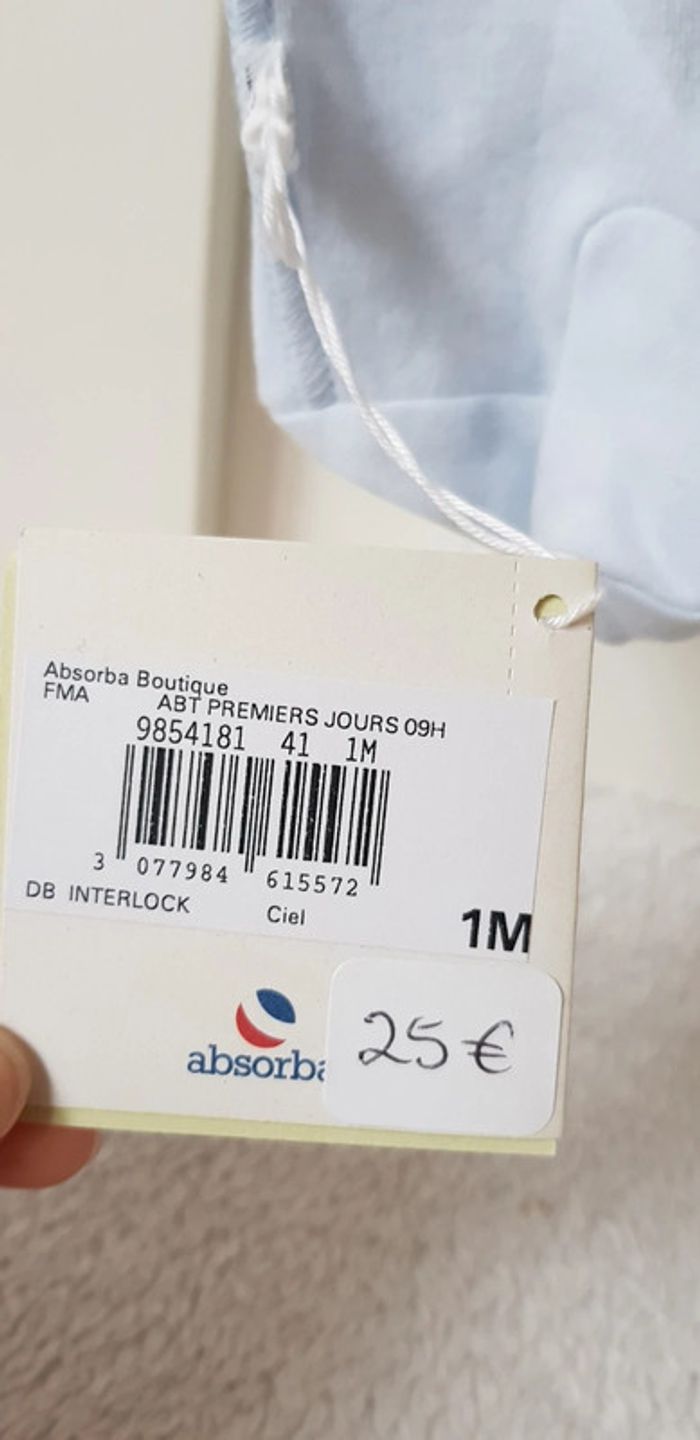 Absorba Boutique
FMA ABT PREMIERS JOURS 09H
9854181 41 1M
3 077984 615572
DB INTERLOCK Ciel 1M
absorba
25 €